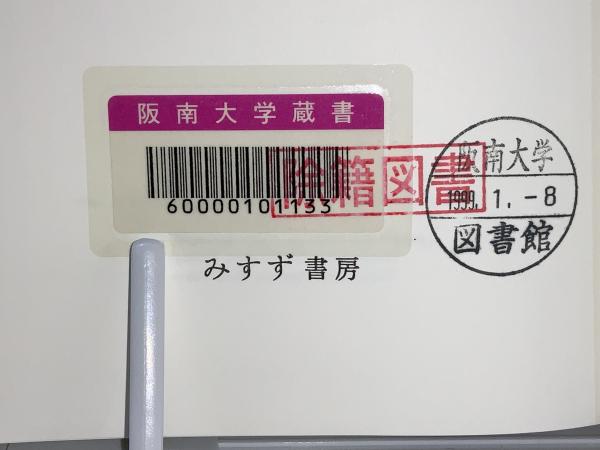 阪南大学蔵書
60000101133
除籍図書
阪南大学
1999. 1. -8
図書館
みすず書房